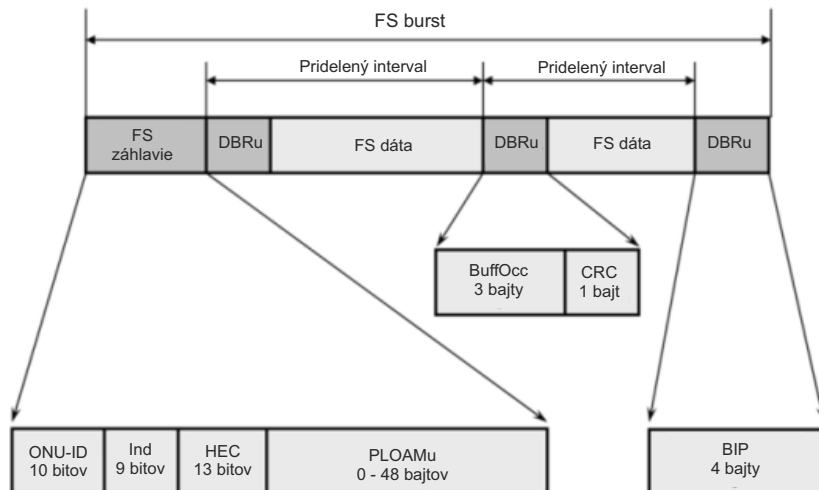 FS burst
Pridelený interval
Pridelený interval
FS
záhlavie
DBRu
FS dáta
DBRu
FS dáta
DBRu
BuffOcc
3 bajty
CRC
1 bajt
ONU-ID
10 bitov
Ind
9 bitov
HEC
13 bitov
PLOAMu
0 - 48 bajtov
BIP
4 bajty